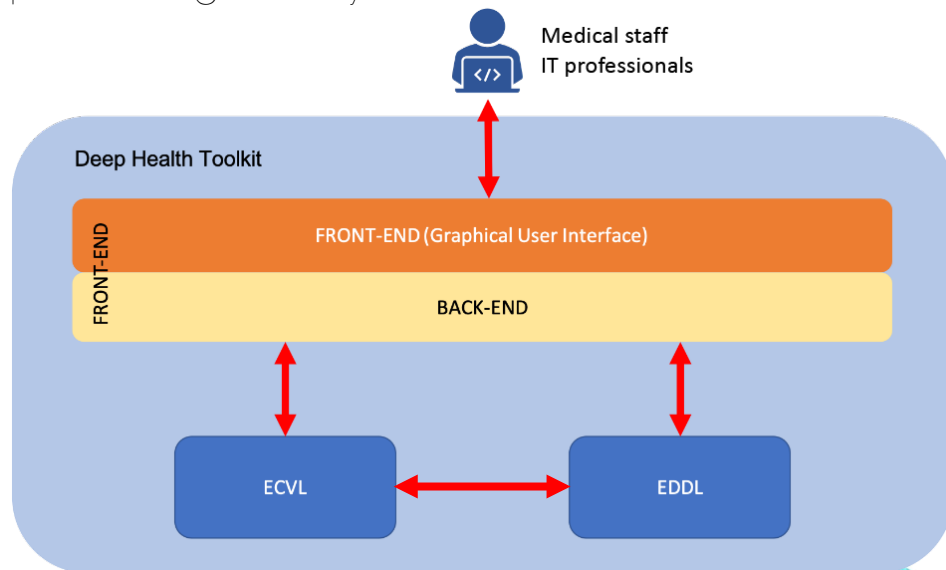 Medical staff
IT professionals
Deep Health Toolkit
FRONT-END
FRONT-END (Graphical User Interface)
BACK-END
ECVL
EDDL